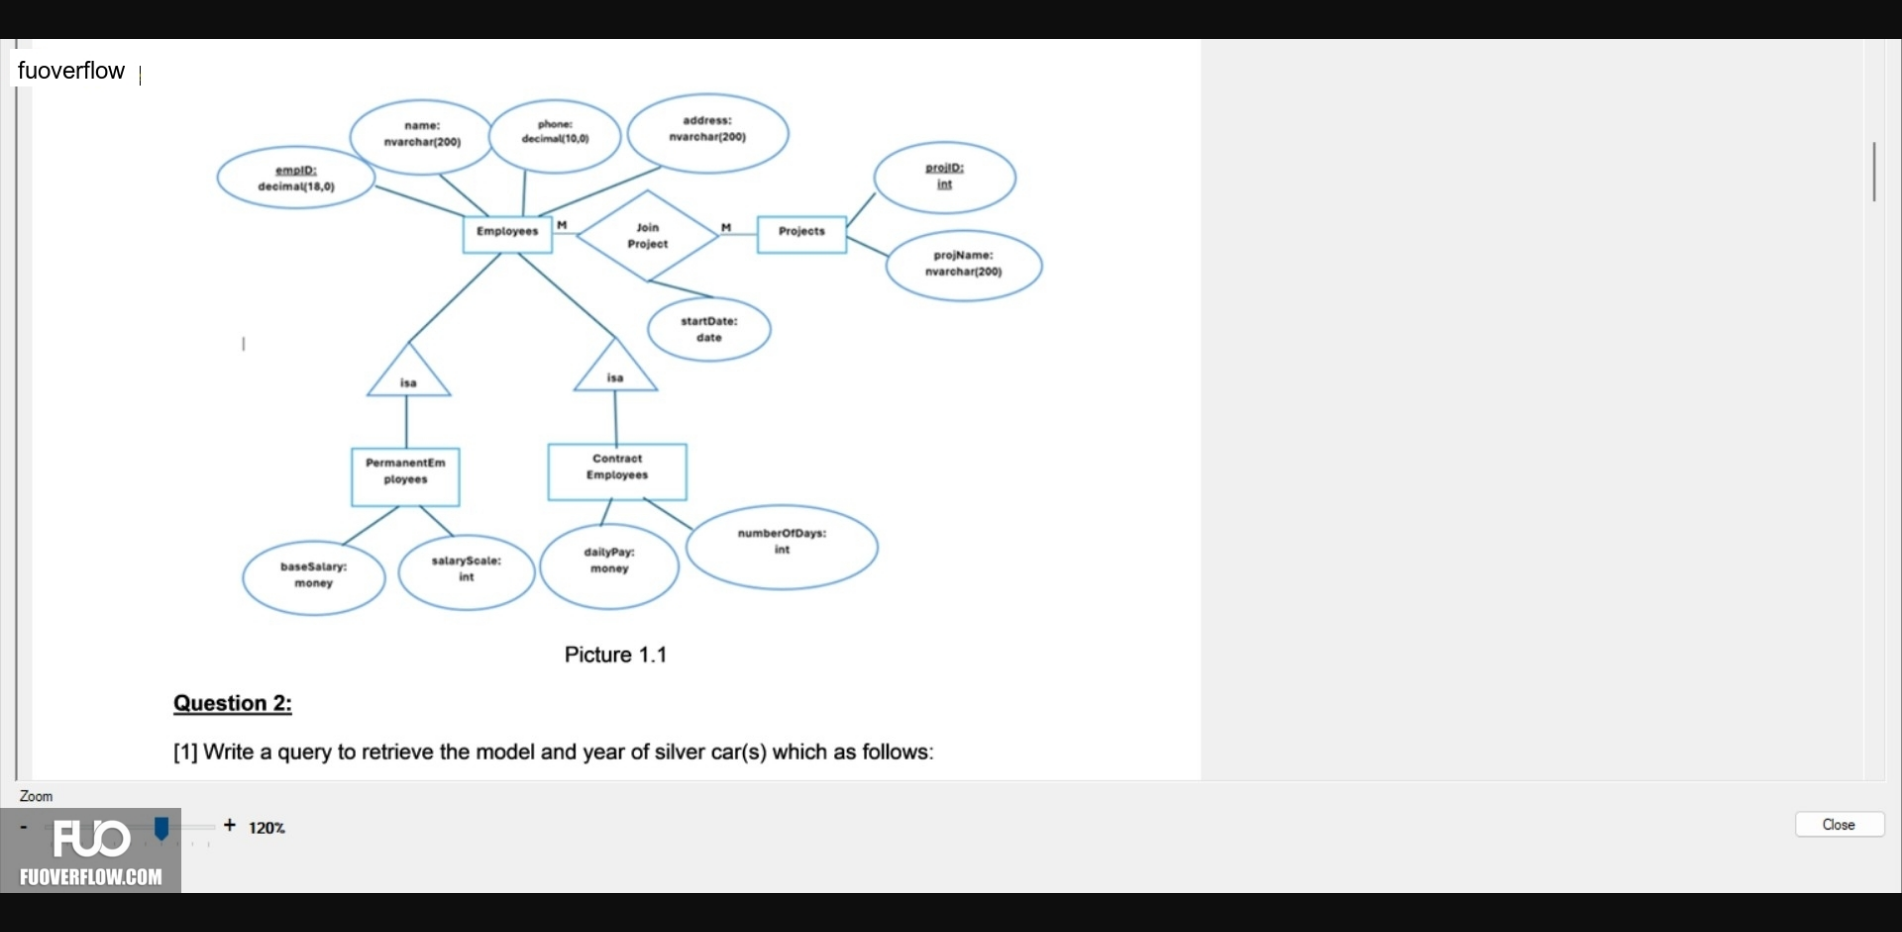 fuoverflow
name:
nvarchar(200)
phone:
decimal(10,0)
address:
nvarchar(200)
empID:
decimal(18,0)
projID:
int
Employees
M
Join
Project
M
Projects
projName:
nvarchar(200)
startDate:
date
isa
isa
PermanentEm
ployees
Contract
Employees
baseSalary:
money
salaryScale:
int
dailyPay:
money
numberOfDays:
int
Picture 1.1
Question 2:
[1] Write a query to retrieve the model and year of silver car(s) which as follows:
Zoom
- + 120%
Close
FUO
FUOVERFLOW.COM